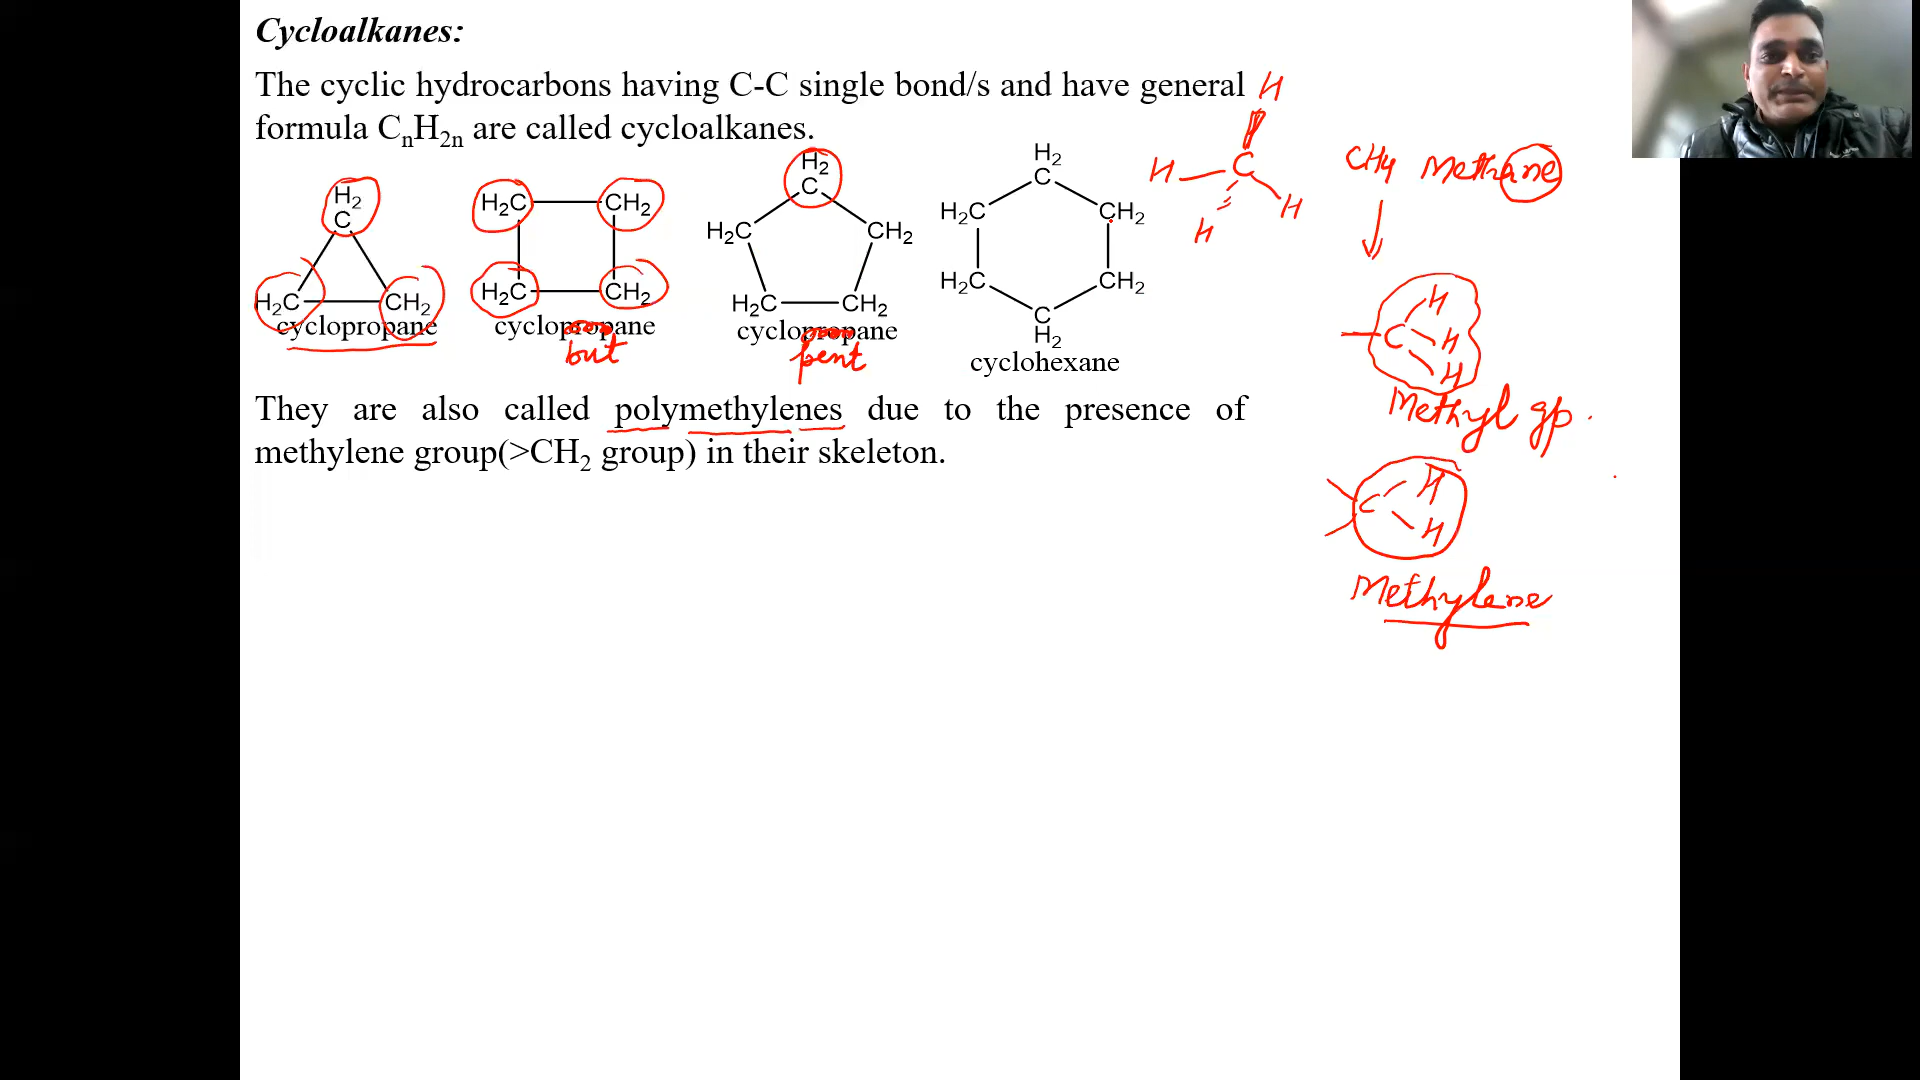 Cycloalkanes:
The cyclic hydrocarbons having C-C single bond/s and have general
formula CₙH₂ₙ are called cycloalkanes.
H₂
C
H₂C
CH₂
cyclopropane
H₂C
CH₂
H₂C
CH₂
cyclopropane
but
H₂
C
H₂C
CH₂
H₂C
CH₂
cyclopropane
pent
H₂
C
H₂C
CH₂
H₂C
CH₂
C
H₂
cyclohexane
H
H
C
H
H
CH4 Methane
C
H
H
H
Methyl gp.
C
H
H
Methylene
They are also called polymethylenes due to the presence of
methylene group(>CH₂ group) in their skeleton.